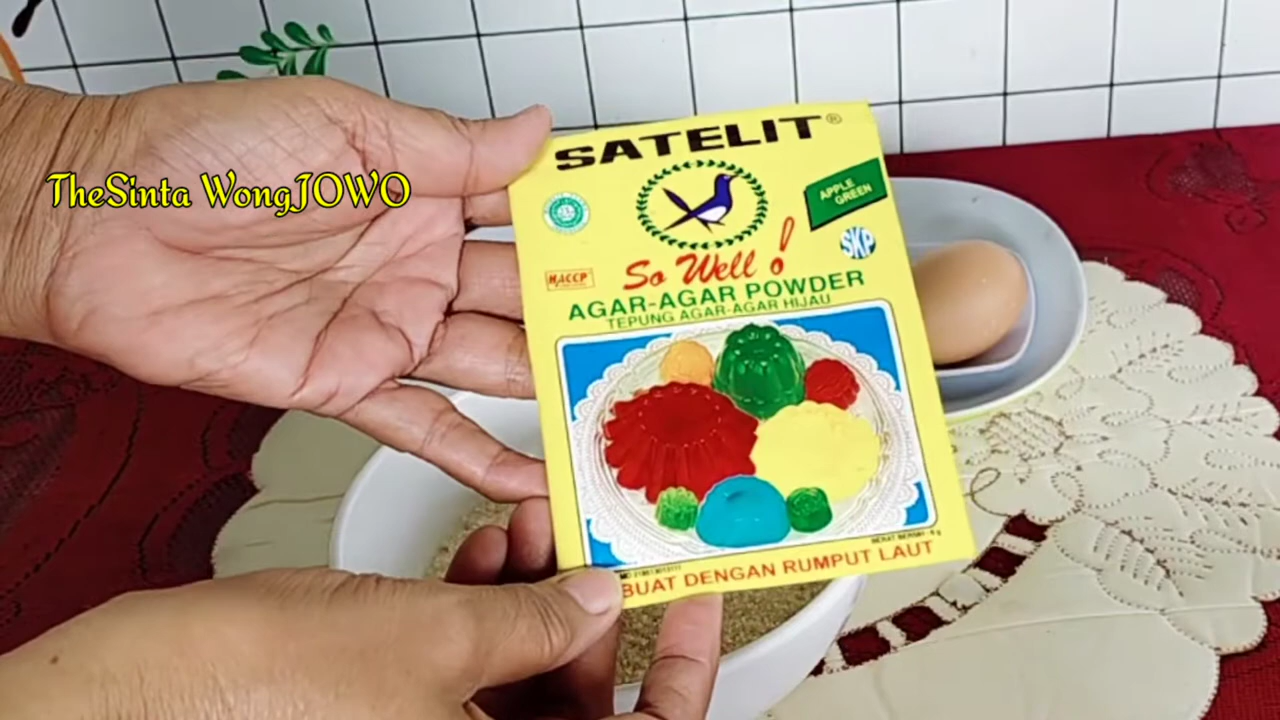 TheSinta WongJOWO
SATELIT®
APPLE
GREEN
SKP
HACCP
So Well!
AGAR-AGAR POWDER
TEPUNG AGAR-AGAR HIJAU
BUAT DENGAN RUMPUT LAUT